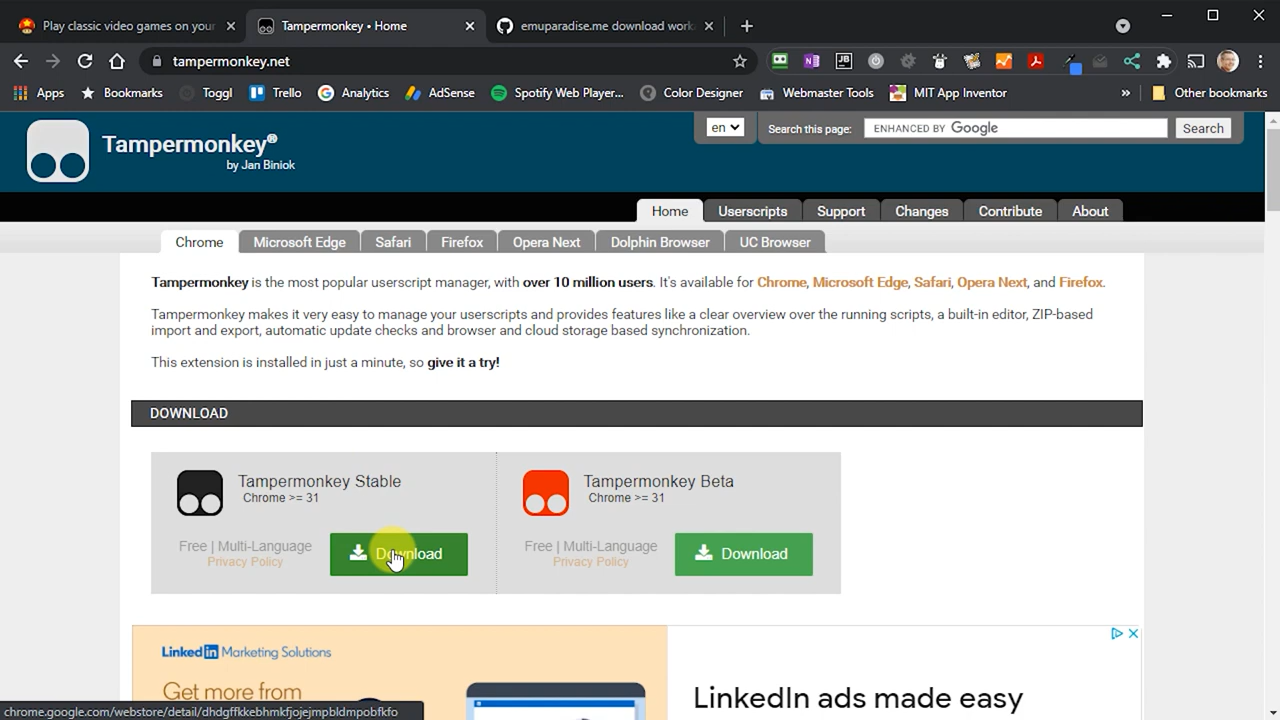 Play classic video games on your
Tampermonkey • Home
emuparadise.me download work
tampermonkey.net
Apps
Bookmarks
Toggl
Trello
Analytics
AdSense
Spotify Web Player...
Color Designer
Webmaster Tools
MIT App Inventor
»
Other bookmarks
Tampermonkey®
by Jan Biniok
en
Search this page:
ENHANCED BY Google
Search
Home
Userscripts
Support
Changes
Contribute
About
Chrome
Microsoft Edge
Safari
Firefox
Opera Next
Dolphin Browser
UC Browser
Tampermonkey is the most popular userscript manager, with over 10 million users. It's available for Chrome, Microsoft Edge, Safari, Opera Next, and Firefox.
Tampermonkey makes it very easy to manage your userscripts and provides features like a clear overview over the running scripts, a built-in editor, ZIP-based
import and export, automatic update checks and browser and cloud storage based synchronization.
This extension is installed in just a minute, so give it a try!
DOWNLOAD
Tampermonkey Stable
Chrome >= 31
Free | Multi-Language
Privacy Policy
Download
Tampermonkey Beta
Chrome >= 31
Free | Multi-Language
Privacy Policy
Download
Linked in Marketing Solutions
Get more from
LinkedIn ads made easy